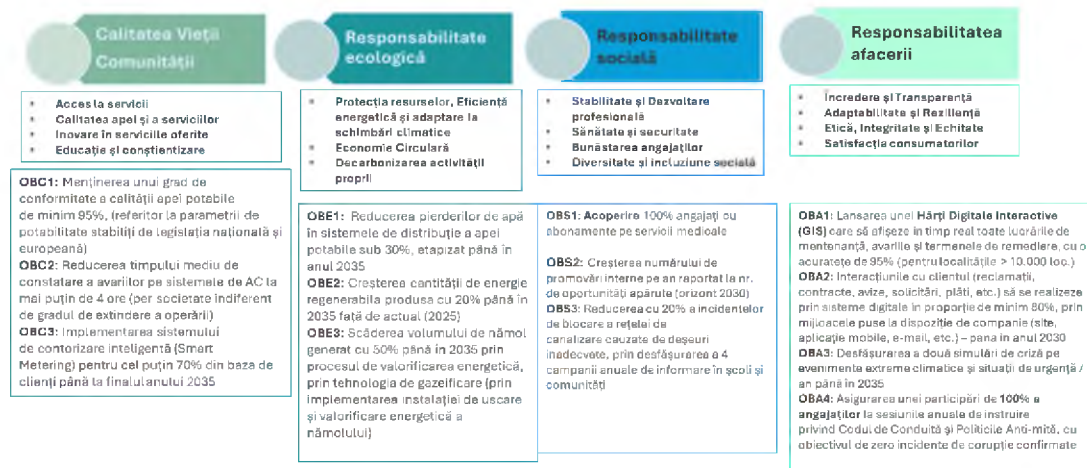 Calitatea Vieții
Comunității
Acces la servicii
Calitatea apei și a serviciilor
Inovare în serviciile oferite
Educație și conștientizare
OBC1: Menținerea unui grad de
conformitate a calității apei potabile
de minim 95%, (referitor la parametrii de
potabilitate stabiliți de legislația națională și
europeană)
OBC2: Reducerea timpului mediu de
constatare a avariilor pe sistemele de AC la
mai puțin de 4 ore (per societate indiferent
de gradul de extindere a operării)
OBC3: Implementarea sistemului
de contorizare inteligentă (Smart
Metering) pentru cel puțin 70% din baza de
clienți până la finalul anului 2035
Responsabilitate
ecologică
Protecția resurselor, Eficiență
energetică și adaptare la
schimbări climatice
Economie Circulară
Decarbonizarea activității
proprii
OBE1: Reducerea pierderilor de apă
în sistemele de distribuție a apei
potabile sub 30%, etapizat până în
anul 2035
OBE2: Creșterea cantității de energie
regenerabila produsa cu 20% până în
2035 față de actual (2025)
OBE3: Scăderea volumului de nămol
generat cu 50% până în 2035 prin
procesul de valorificarea energetică,
prin tehnologia de gazeificare (prin
implementarea instalației de uscare
și valorificare energetică a
nămolului)
Responsabilitate
socială
Stabilitate și Dezvoltare
profesională
Sănătate și securitate
Bunăstarea angajaților
Diversitate și incluziune socială
OBS1: Acoperire 100% angajați cu
abonamente pe servicii medicale
OBS2: Creșterea numărului de
promovări interne pe an raportat la nr.
de oportunități apărute (orizont 2030)
OBS3: Reducerea cu 20% a incidentelor
de blocare a rețelei de
canalizare cauzate de deșeuri
inadecvate, prin desfășurarea a 4
campanii anuale de informare în școli și
comunități
Responsabilitatea
afacerii
Încredere și Transparență
Adaptabilitate și Reziliență
Etică, Integritate și Echitate
Satisfacția consumatorilor
OBA1: Lansarea unei Hărți Digitale Interactive
(GIS) care să afișeze în timp real toate lucrările de
mentenanță, avariile și termenele de remediere, cu o
acuratețe de 95% (pentru localitățile > 10.000 loc.)
OBA2: Interacțiunile cu clientul (reclamații,
contracte, avize, solicitări, plăți, etc.) să se realizeze
prin sisteme digitale în proporție de minim 80%, prin
mijloacele puse la dispoziție de companie (site,
aplicație mobile, e-mail, etc.) – pana in anul 2030
OBA3: Desfășurarea a două simulări de criză pe
evenimente extreme climatice și situații de urgență /
an până în 2035
OBA4: Asigurarea unei participări de 100% a
angajaților la sesiunile anuale de instruire
privind Codul de Conduită și Politicile Anti-mită, cu
obiectivul de zero incidente de corupție confirmate